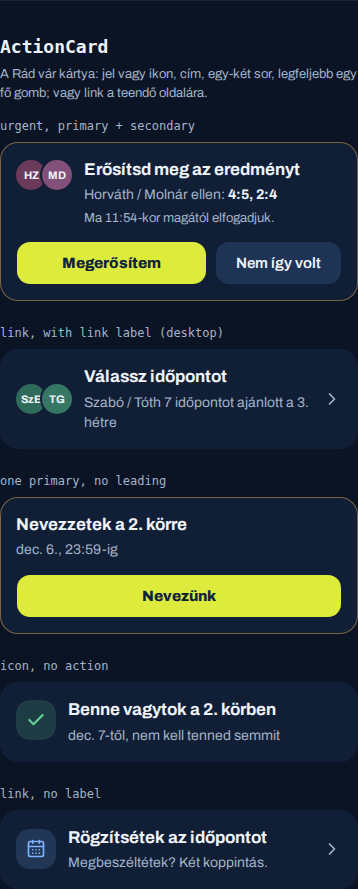 ActionCard
A Rád vár kártya: jel vagy ikon, cím, egy-két sor, legfeljebb egy
fő gomb; vagy link a teendő oldalára.
urgent, primary + secondary
HZ MD
Erősítsd meg az eredményt
Horváth / Molnár ellen: 4:5, 2:4
Ma 11:54-kor magától elfogadjuk.
Megerősítem
Nem így volt
link, with link label (desktop)
SzE TG
Válassz időpontot
Szabó / Tóth 7 időpontot ajánlott a 3.
hétre
one primary, no leading
Nevezzetek a 2. körre
dec. 6., 23:59-ig
Nevezünk
icon, no action
Benne vagytok a 2. körben
dec. 7-től, nem kell tenned semmit
link, no label
Rögzítsétek az időpontot
Megbeszéltétek? Két koppintás.